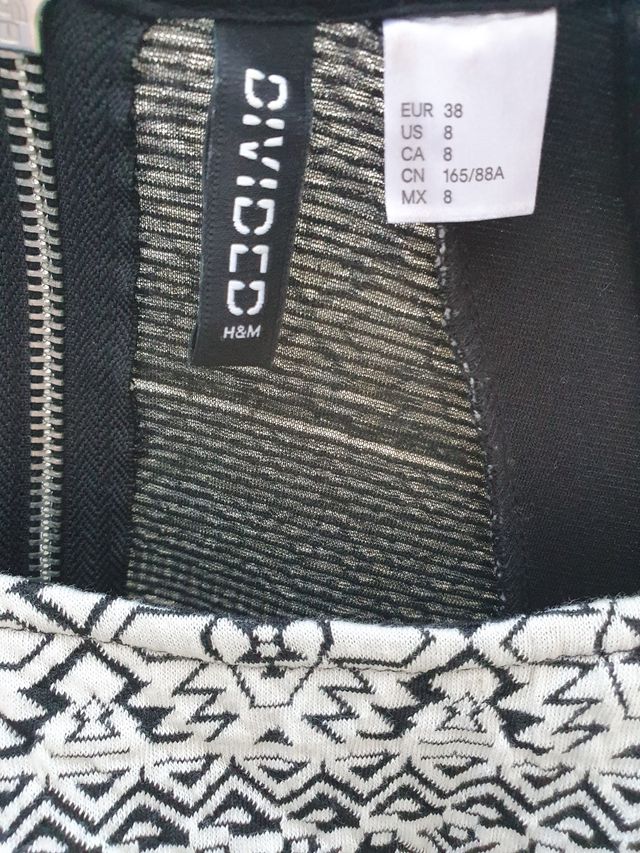 DIVIDED
H&M
EUR 38
US 8
CA 8
CN 165/88A
MX 8